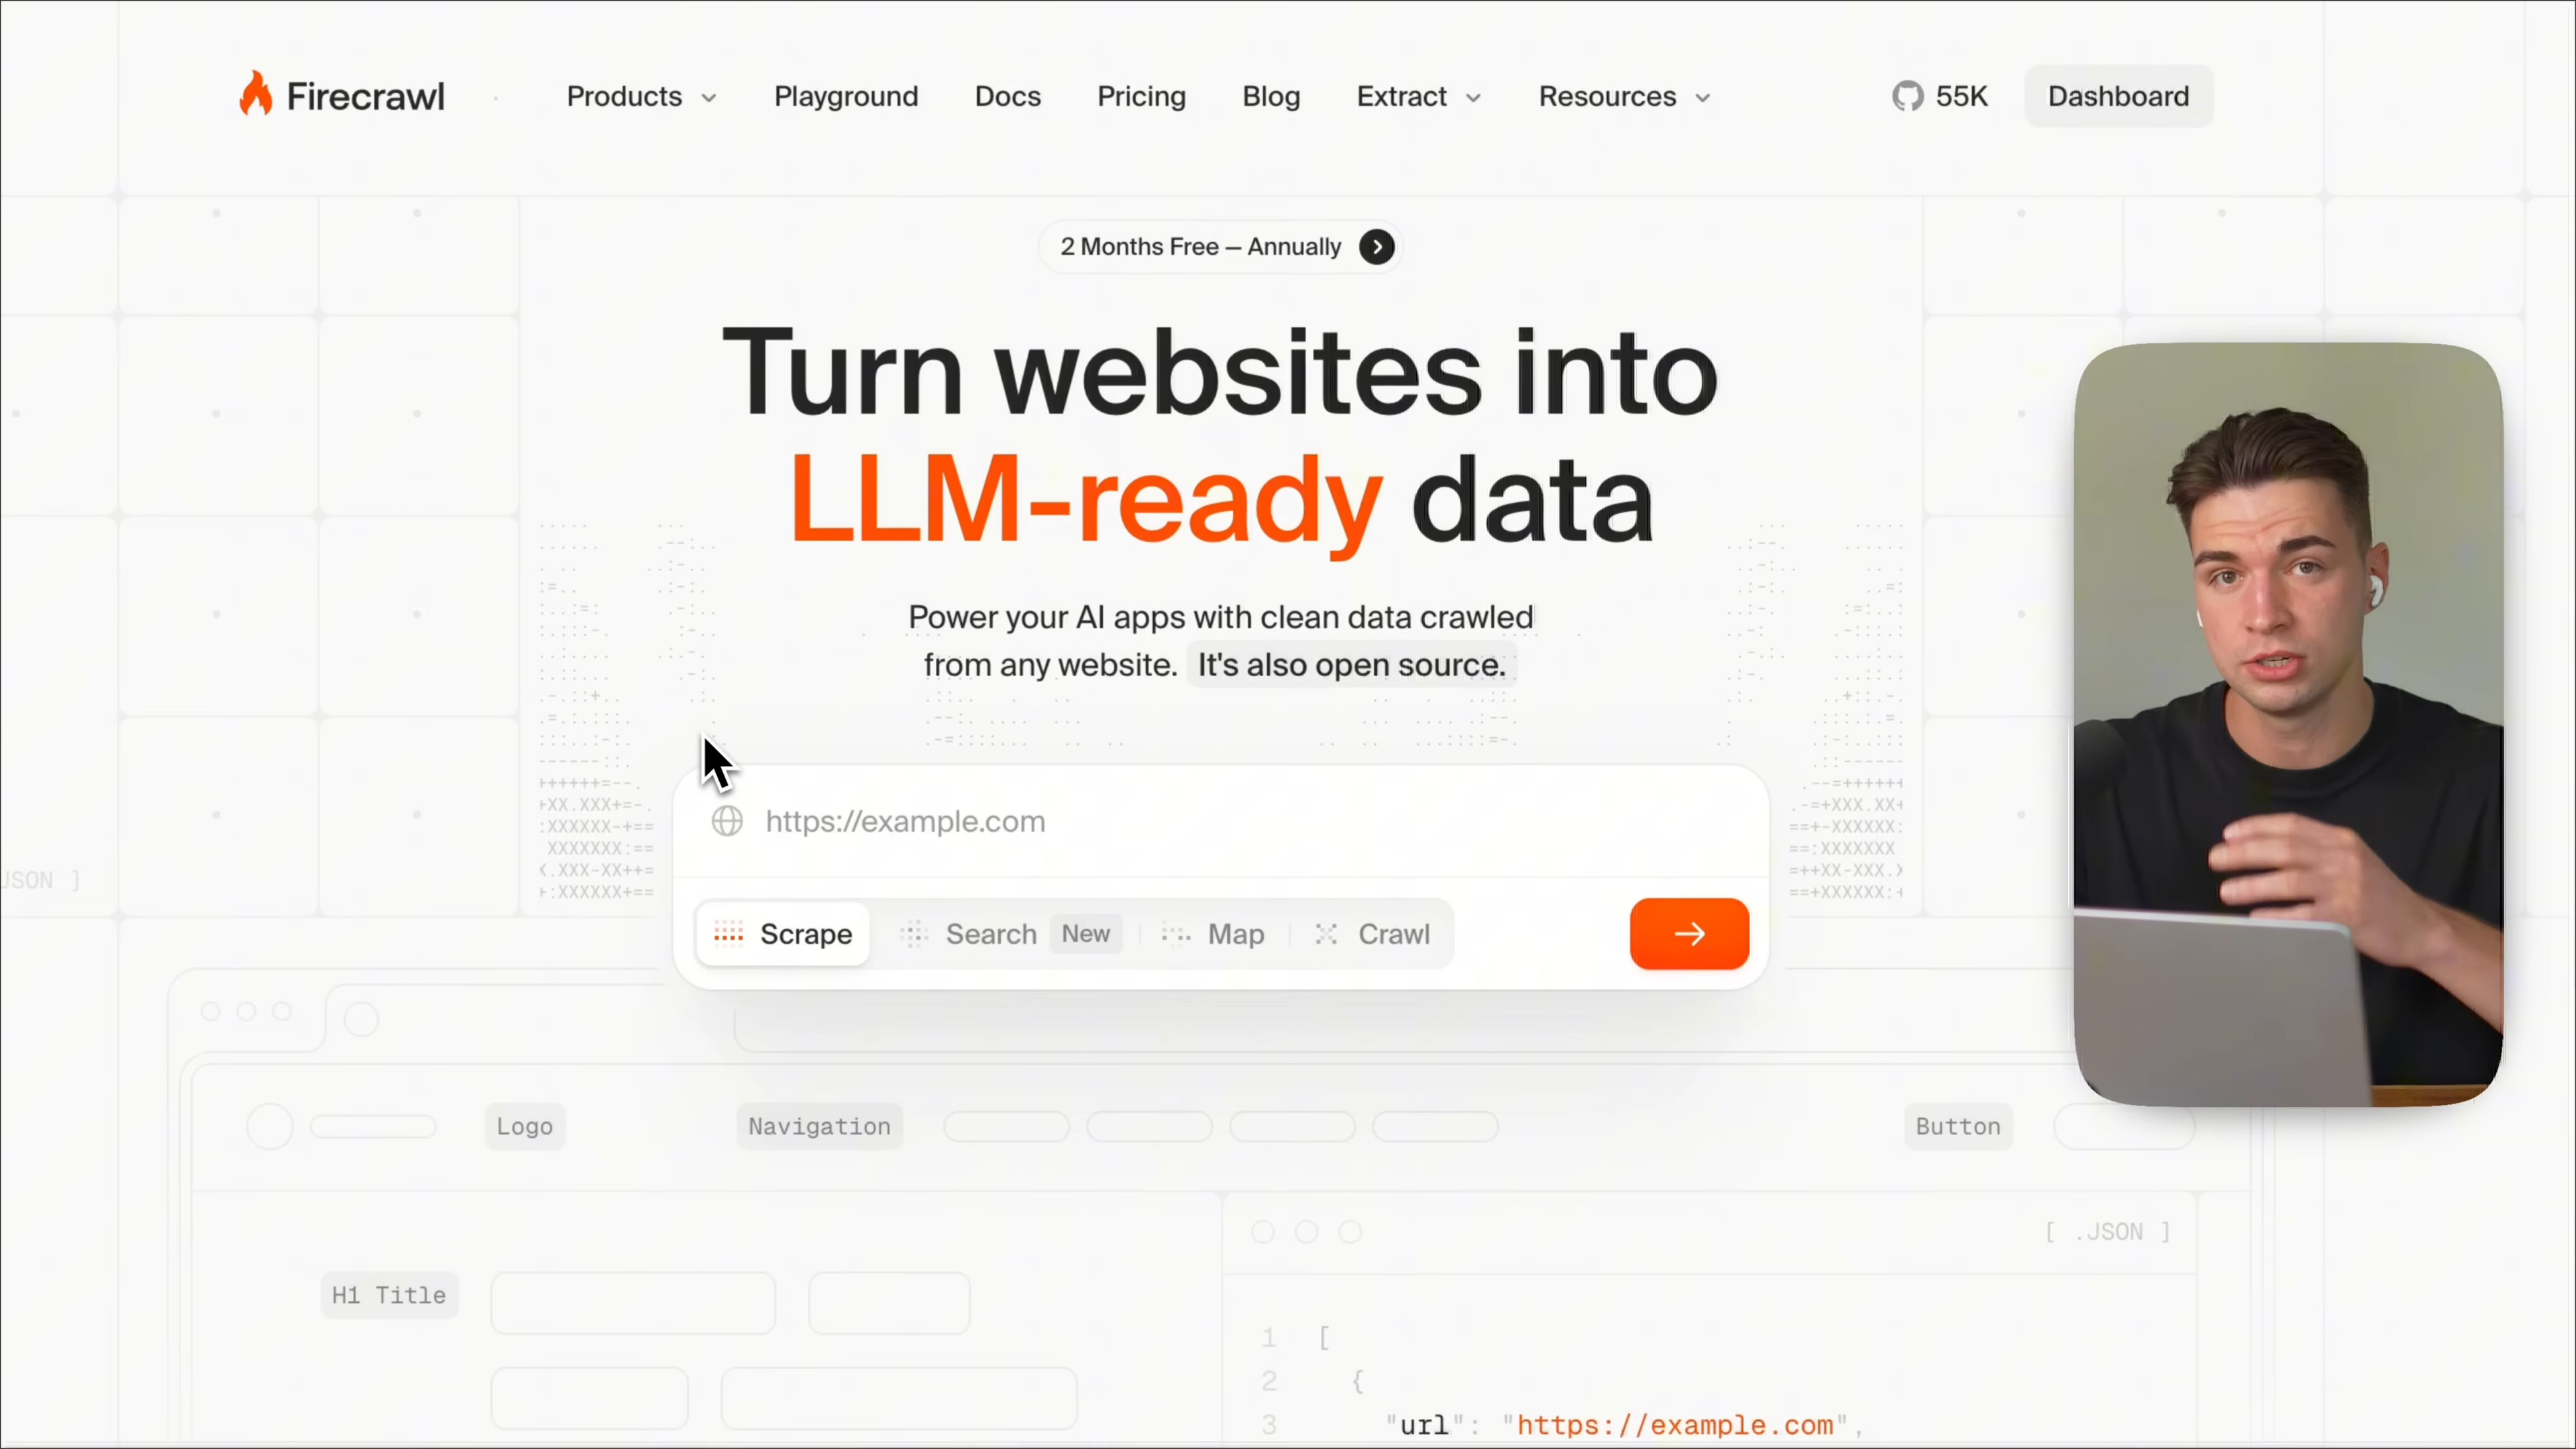 Firecrawl
Products
Playground
Docs
Pricing
Blog
Extract
Resources
55K
Dashboard
2 Months Free – Annually
Turn websites into
LLM-ready data
Power your AI apps with clean data crawled
from any website. It's also open source.
https://example.com
Scrape
Search New
Map
Crawl
JSON ]
Logo
Navigation
Button
[ .JSON ]
H1 Title
1 [
2 {
3 "url": "https://example.com",